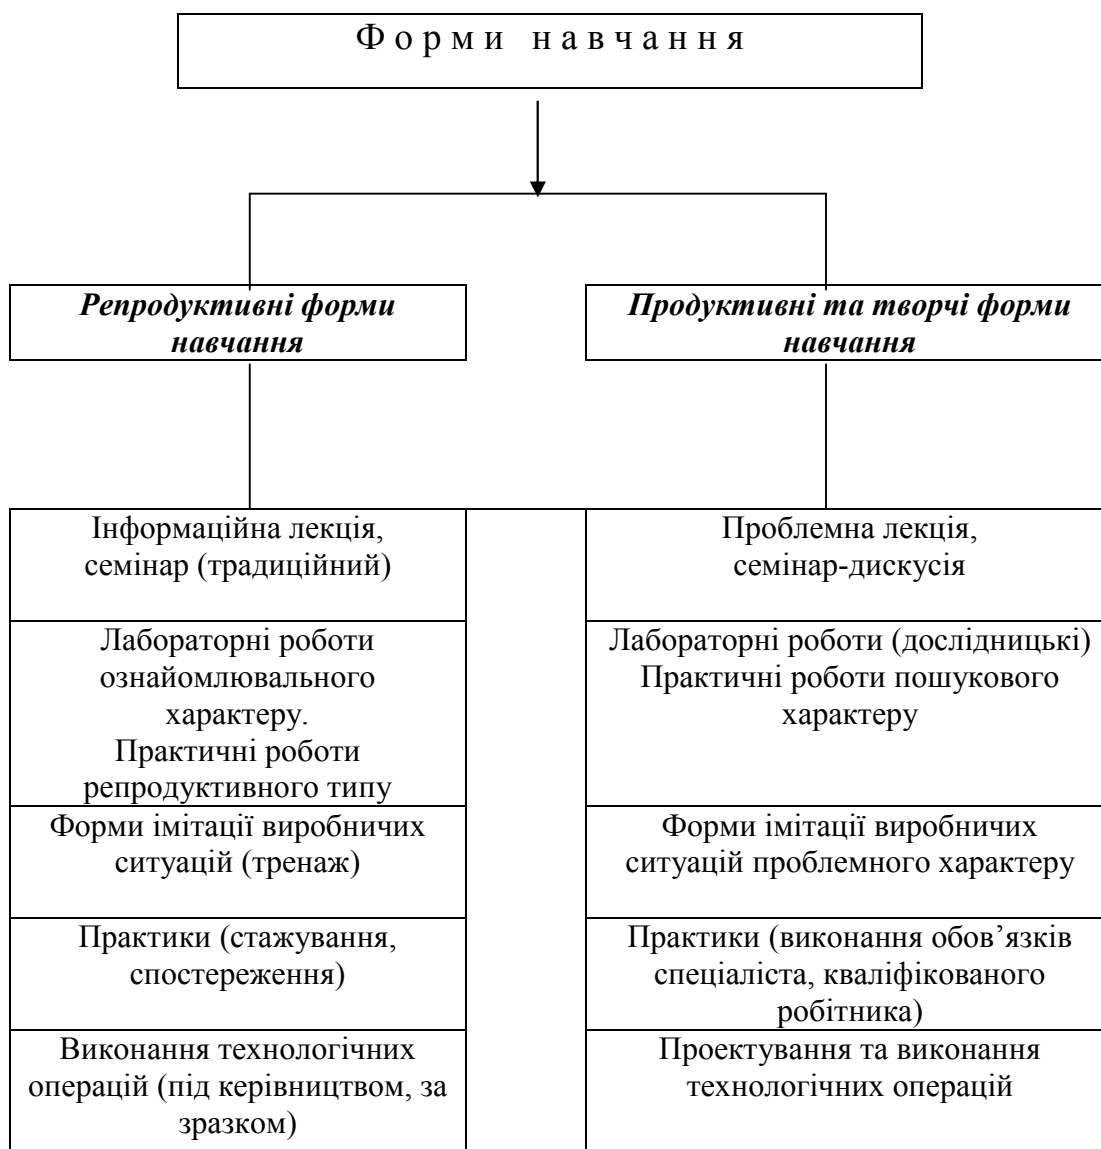 Форми навчання
Репродуктивні форми
навчання
Продуктивні та творчі форми
навчання
Інформаційна лекція,
семінар (традиційний)
Проблемна лекція,
семінар-дискусія
Лабораторні роботи
ознайомлювального
характеру.
Практичні роботи
репродуктивного типу
Лабораторні роботи (дослідницькі)
Практичні роботи пошукового
характеру
Форми імітації виробничих
ситуацій (тренаж)
Форми імітації виробничих
ситуацій проблемного характеру
Практики (стажування,
спостереження)
Практики (виконання обов’язків
спеціаліста, кваліфікованого
робітника)
Виконання технологічних
операцій (під керівництвом, за
зразком)
Проектування та виконання
технологічних операцій